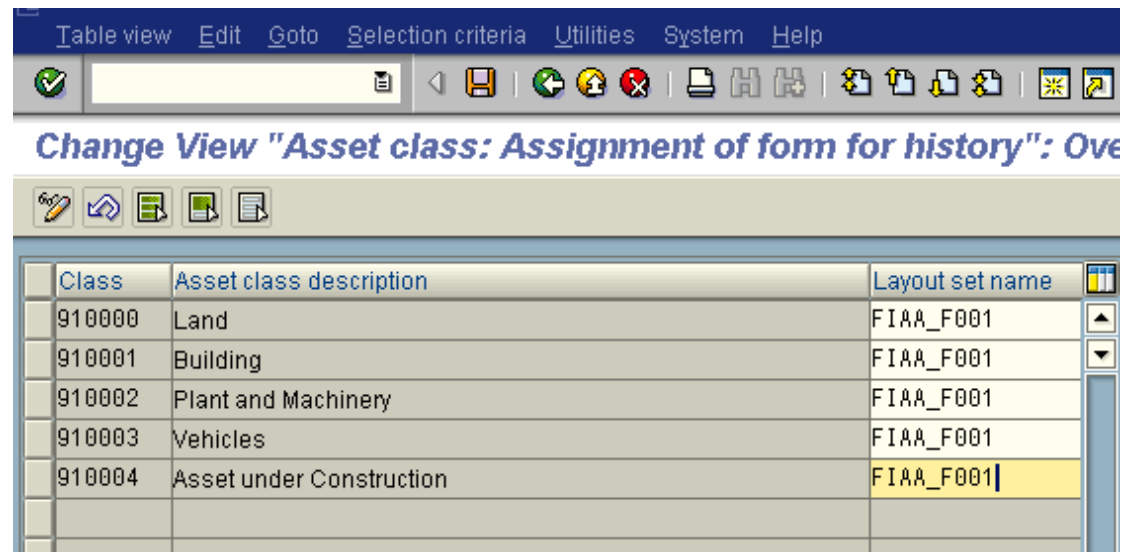 Table view Edit Goto Selection criteria Utilities System Help
Change View "Asset class: Assignment of form for history": Ove
Class Asset class description Layout set name
910000 Land FIAA_F001
910001 Building FIAA_F001
910002 Plant and Machinery FIAA_F001
910003 Vehicles FIAA_F001
910004 Asset under Construction FIAA_F001